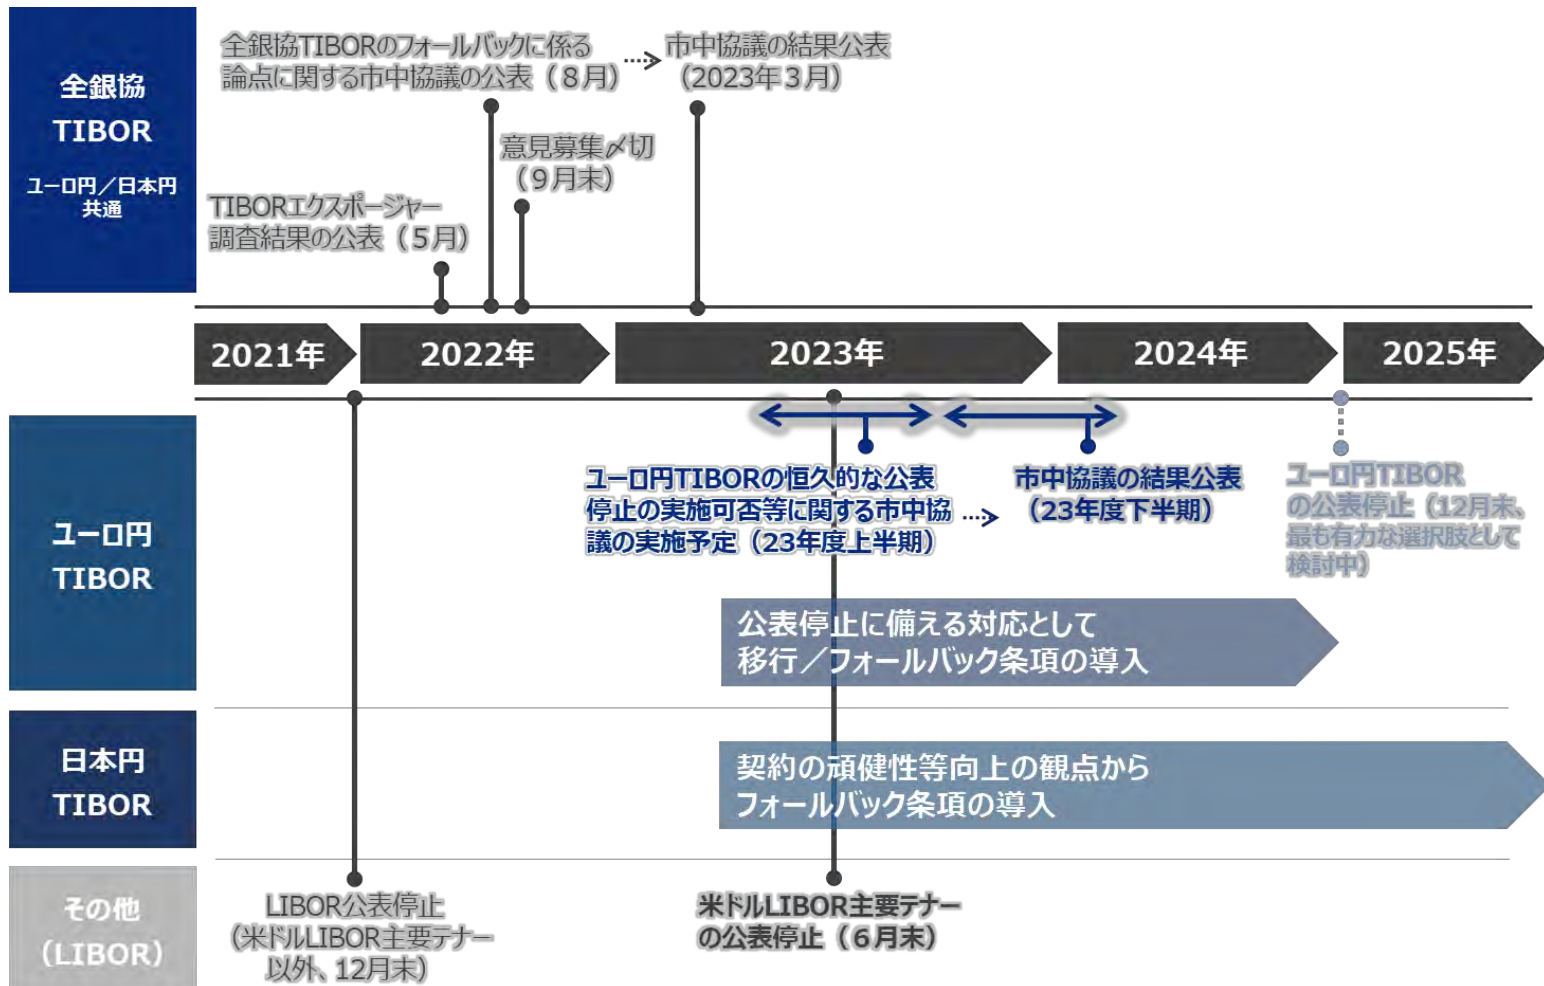 全銀協
TIBOR
ユーロ円／日本円
共通
全銀協TIBORのフォールバックに係る
論点に関する市中協議の公表（８月）
市中協議の結果公表
（2023年３月）
意見募集〆切
（９月末）
TIBORエクスポージャー
調査結果の公表（５月）
2021年
2022年
2023年
2024年
2025年
ユーロ円
TIBOR
ユーロ円TIBORの恒久的な公表
停止の実施可否等に関する市中協
議の実施予定（23年度上半期）
市中協議の結果公表
（23年度下半期）
ユーロ円TIBOR
の公表停止（12月末、
最も有力な選択肢として
検討中）
公表停止に備える対応として
移行／フォールバック条項の導入
日本円
TIBOR
契約の頑健性等向上の観点から
フォールバック条項の導入
その他
（LIBOR）
LIBOR公表停止
（米ドルLIBOR主要テナー
以外、12月末）
米ドルLIBOR主要テナー
の公表停止（６月末）